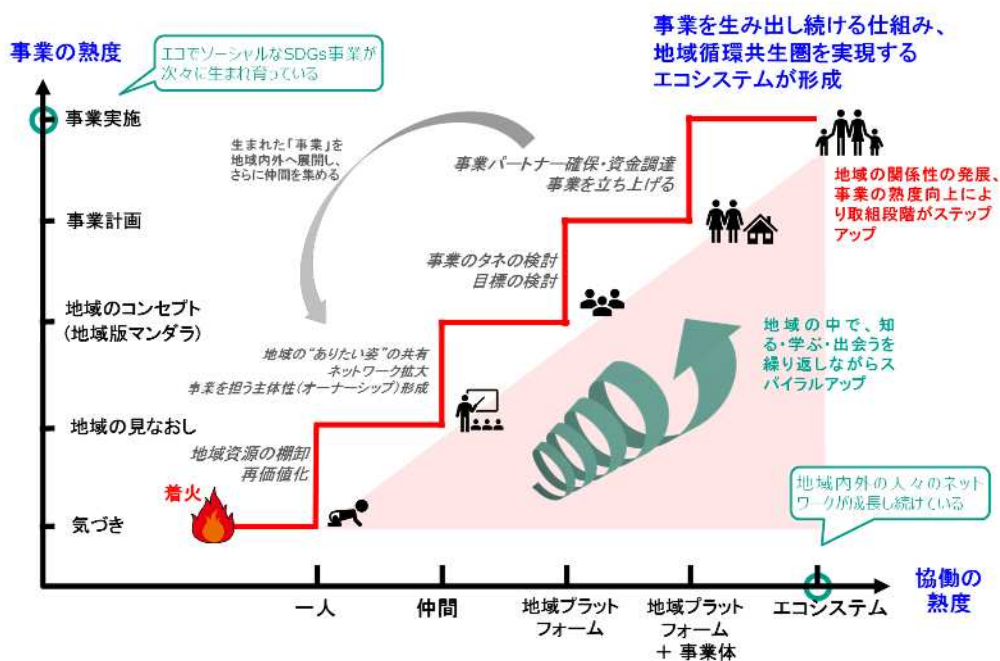 事業の熟度
エコでソーシャルなSDGs事業が
次々に生まれ育っている
事業を生み出し続ける仕組み、
地域循環共生圏を実現する
エコシステムが形成
事業実施
生まれた「事業」を
地域内外へ展開し、
さらに仲間を集める
事業パートナー確保・資金調達
事業を立ち上げる
地域の関係性の発展、
事業の熟度向上によ
り取組段階がステップ
アップ
事業計画
事業のタネの検討
目標の検討
地域のコンセプト
(地域版マンダラ)
地域の“ありたい姿”の共有
ネットワーク拡大
事業を担う主体性(オーナーシップ)形成
地域の中で、知
る・学ぶ・出会うを
繰り返しながらス
パイラルアップ
地域の見なおし
地域資源の棚卸
再価値化
着火
気づき
地域内外の人々のネット
ワークが成長し続けている
一人
仲間
地域プラット
フォーム
地域プラット
フォーム
+ 事業体
エコシステム
協働の
熟度